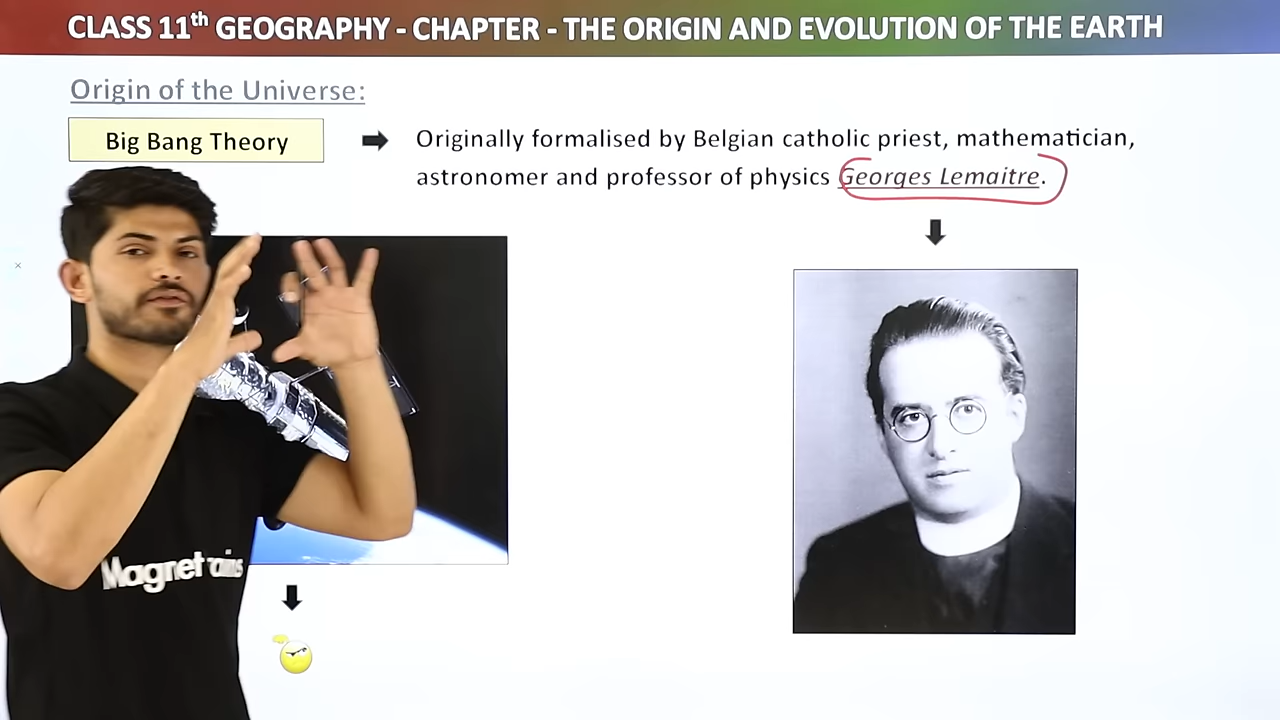 CLASS 11th GEOGRAPHY - CHAPTER - THE ORIGIN AND EVOLUTION OF THE EARTH
Origin of the Universe:
Big Bang Theory
Originally formalised by Belgian catholic priest, mathematician,
astronomer and professor of physics Georges Lemaitre.